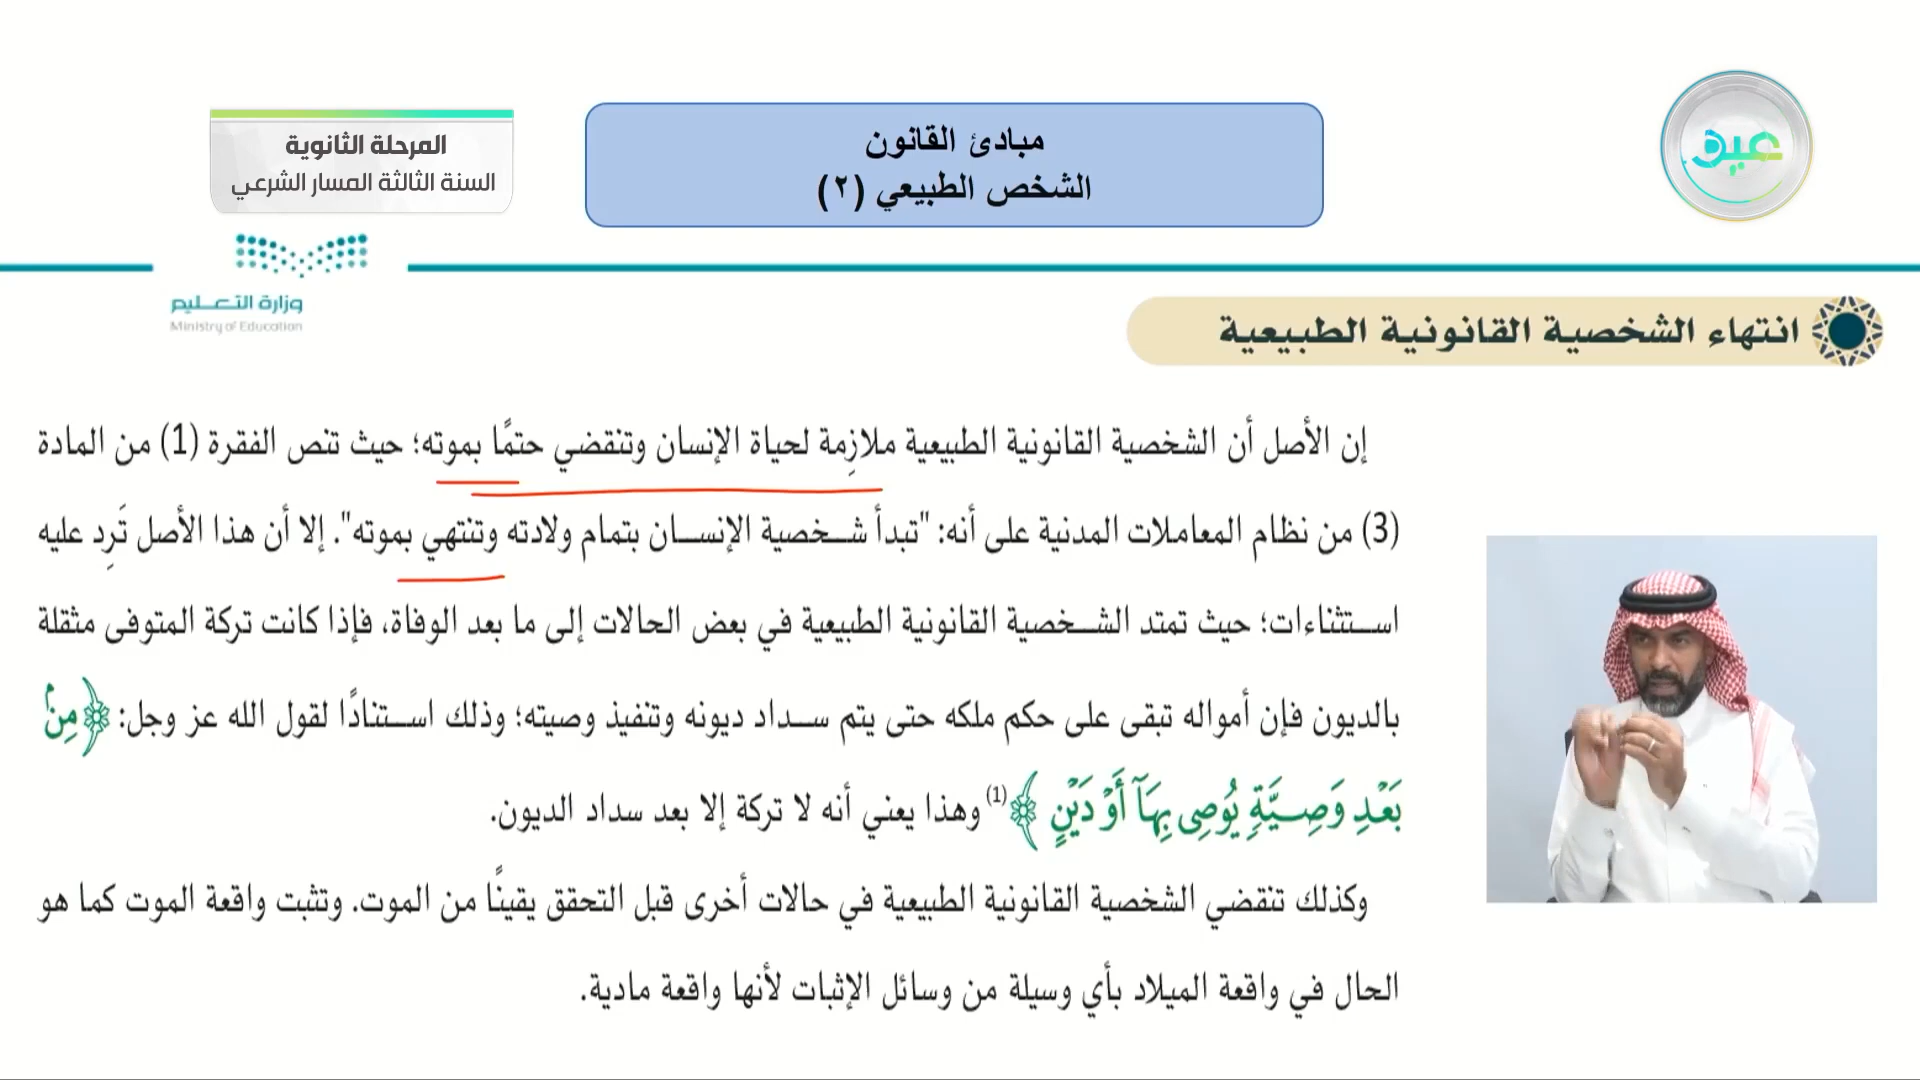 عين
مبادئ القانون
الشخص الطبيعي (٢)
المرحلة الثانوية
السنة الثالثة المسار الشرعي
وزارة التعليم
Ministry of Education
انتهاء الشخصية القانونية الطبيعية
إن الأصل أن الشخصية القانونية الطبيعية ملازِمة لحياة الإنسان وتنقضي حتمًا بموته؛ حيث تنص الفقرة (1) من المادة
(3) من نظام المعاملات المدنية على أنه: "تبدأ شخصية الإنسان بتمام ولادته وتنتهي بموته". إلا أن هذا الأصل تَرِد عليه
استثناءات؛ حيث تمتد الشخصية القانونية الطبيعية في بعض الحالات إلى ما بعد الوفاة، فإذا كانت تركة المتوفى مثقلة
بالديون فإن أمواله تبقى على حكم ملكه حتى يتم سداد ديونه وتنفيذ وصيته؛ وذلك استنادًا لقول الله عز وجل: ﴿مِنۢ
بَعۡدِ وَصِيَّةٖ يُوصِي بِهَآ أَوۡ دَيۡنٍ﴾(1) وهذا يعني أنه لا تركة إلا بعد سداد الديون.
وكذلك تنقضي الشخصية القانونية الطبيعية في حالات أخرى قبل التحقق يقينًا من الموت. وتثبت واقعة الموت كما هو
الحال في واقعة الميلاد بأي وسيلة من وسائل الإثبات لأنها واقعة مادية.